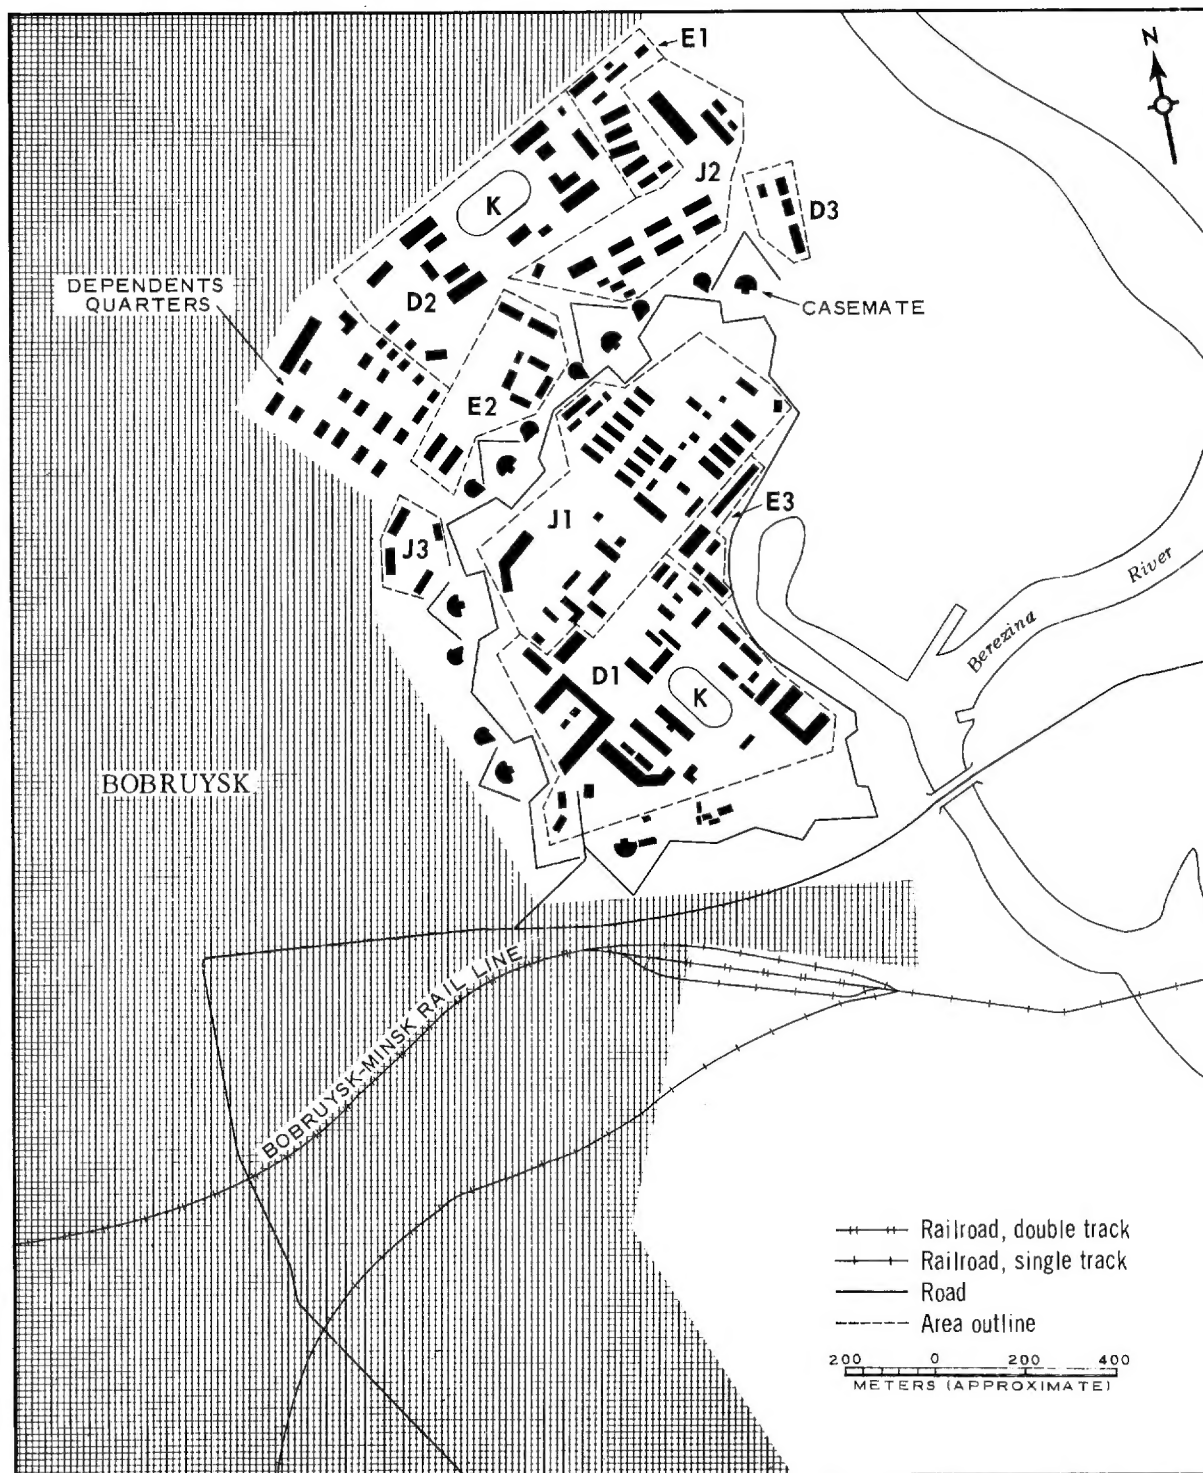 E1
N
J2
K
D3
DEPENDENTS
QUARTERS
D2
CASEMATE
E2
E3
J1
J3
River
Berezina
D1
K
BOBRUYSK
BOBRUYSK-MINSK RAIL LINE
Railroad, double track
Railroad, single track
Road
Area outline
200 0 200 400
METERS (APPROXIMATE)